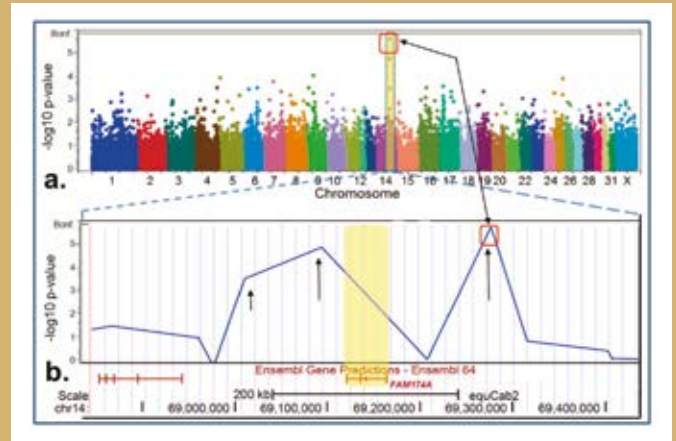 Bonf.
5
4
3
2
1
0
-log10 p-value
a.
1 2 3 4 5 6 7 8 9 10 12 14 15 16 17 18 19 20 22 24 26 28 31 X
Chromosome
Bonf.
5
4
3
2
1
0
-log10 p-value
b.
Ensembl Gene Predictions - Ensembl 64
FAM174A
Scale 200 kb equCab2
chr14: 69,000,000 69,100,000 69,200,000 69,300,000 69,400,000